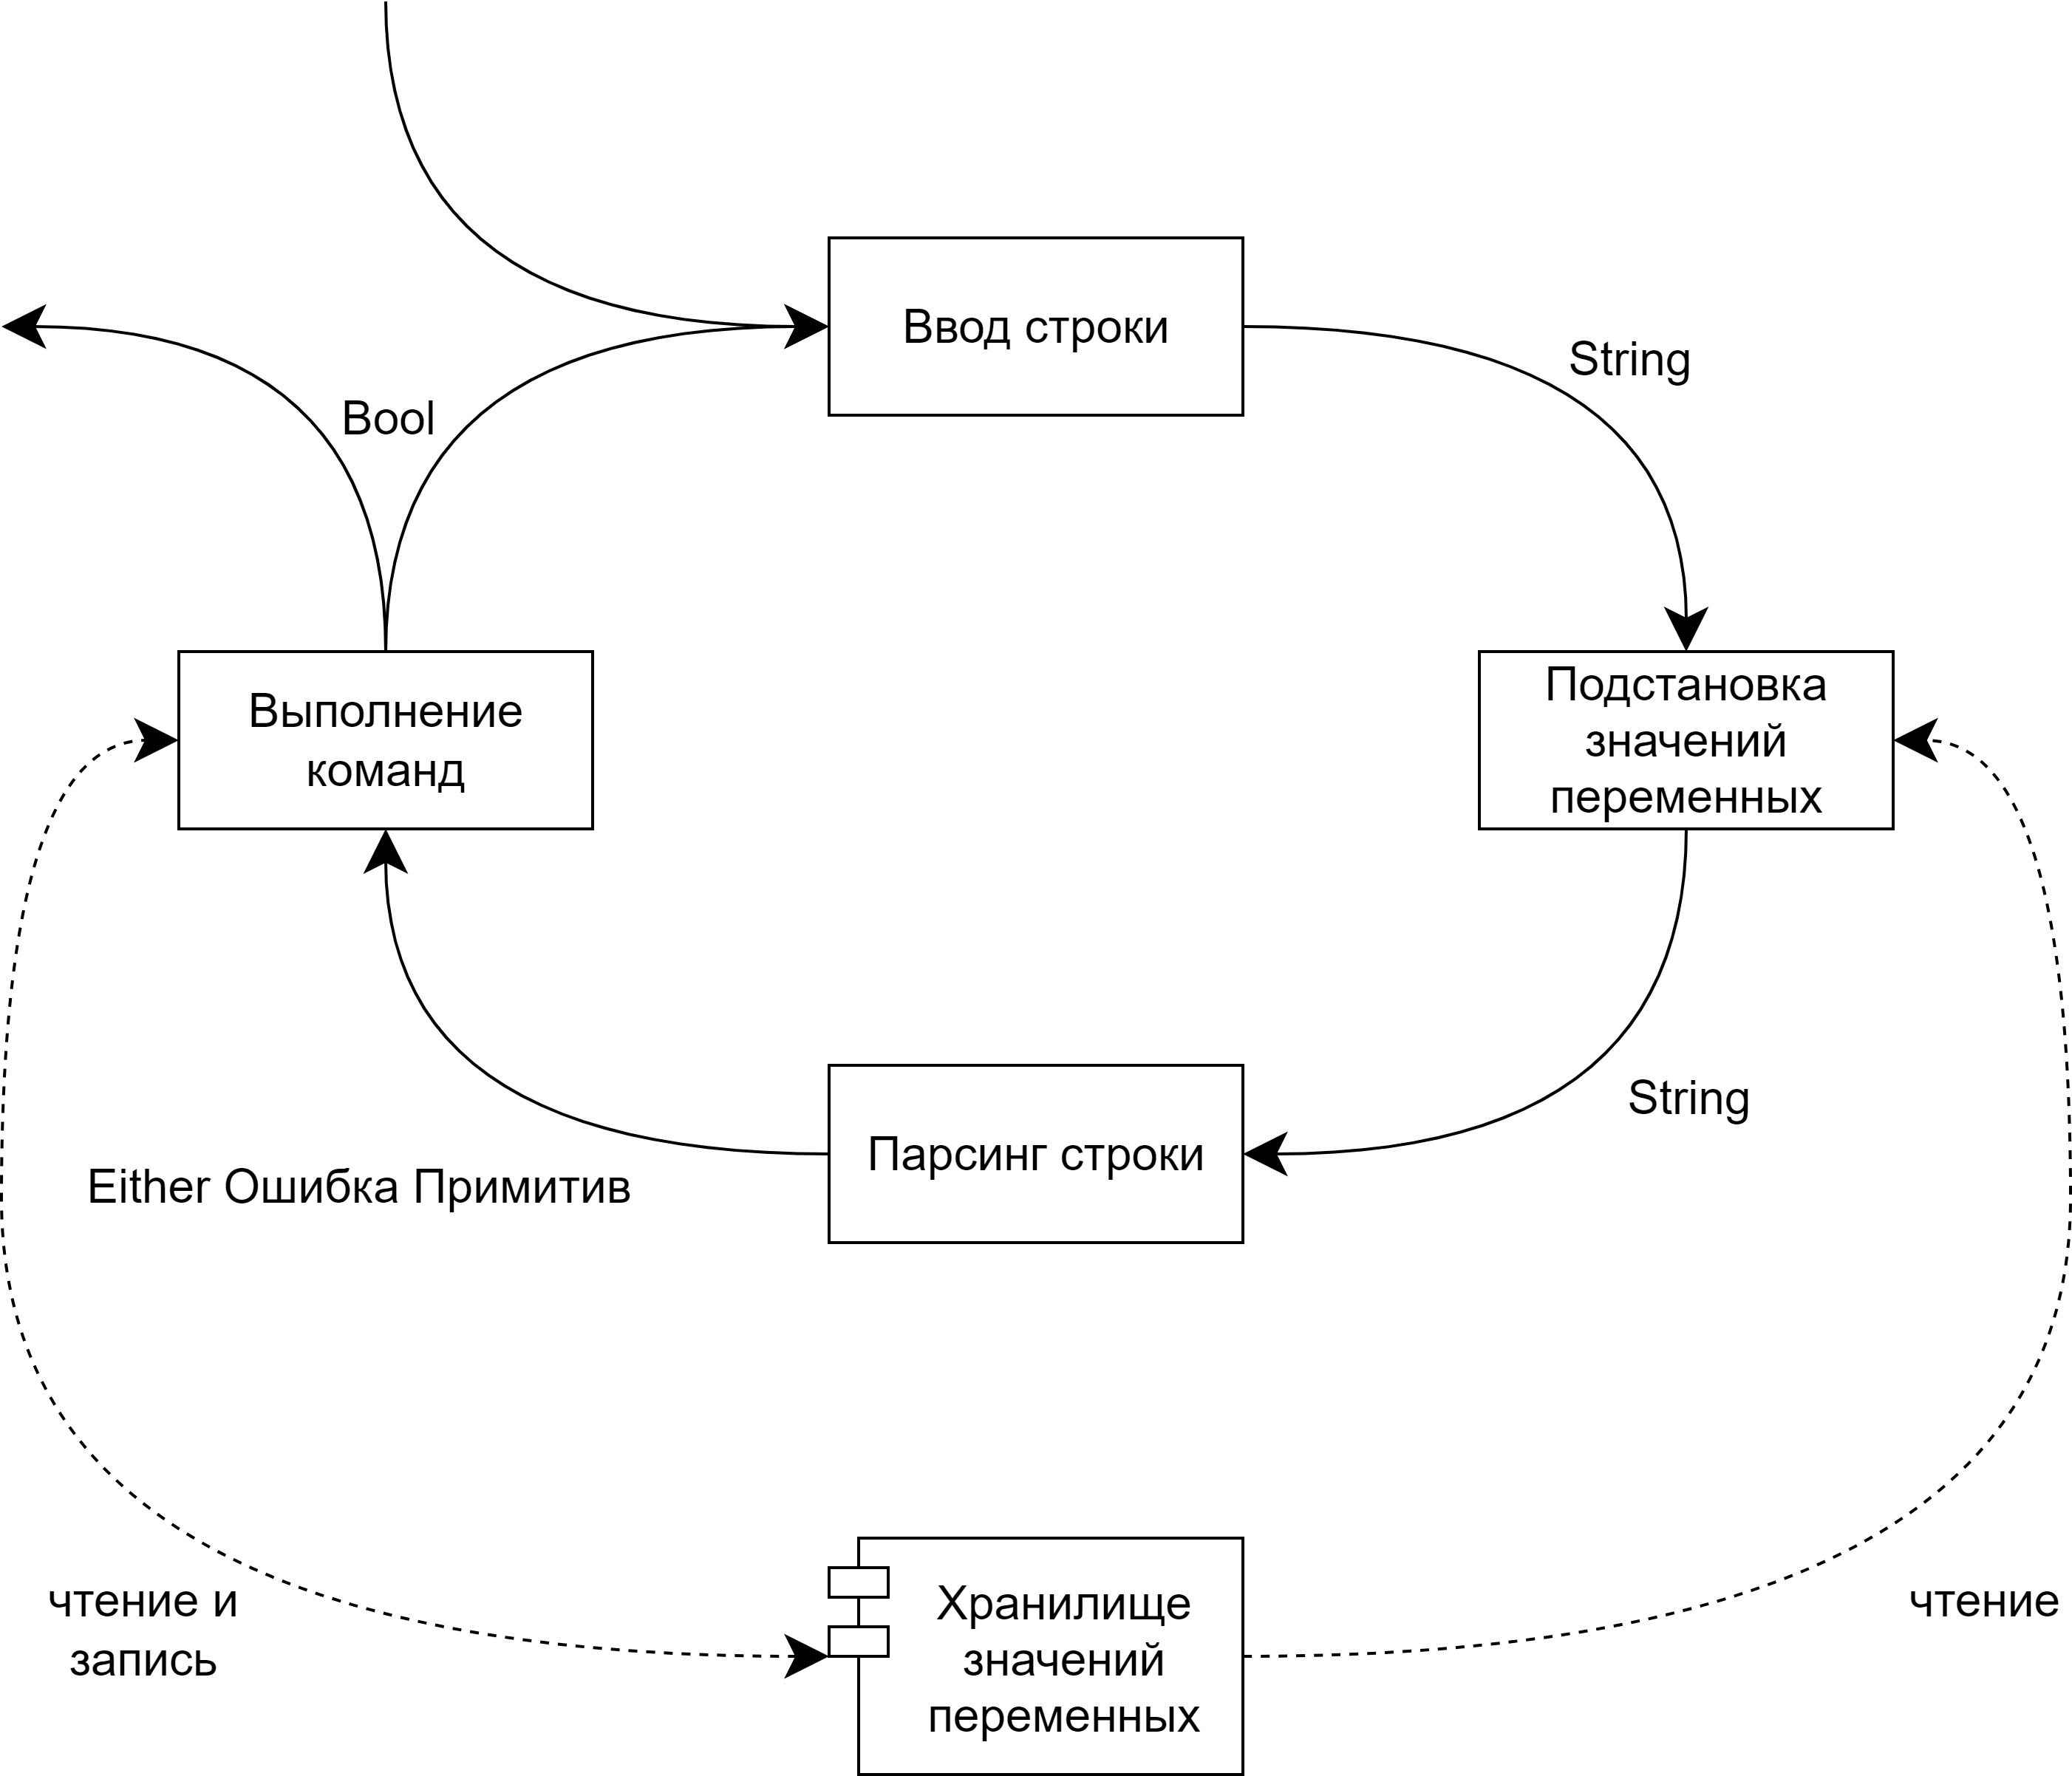 Ввод строки
String
Bool
Выполнение
команд
Подстановка
значений
переменных
String
Парсинг строки
Either Ошибка Примитив
чтение и
запись
Хранилище
значений
переменных
чтение